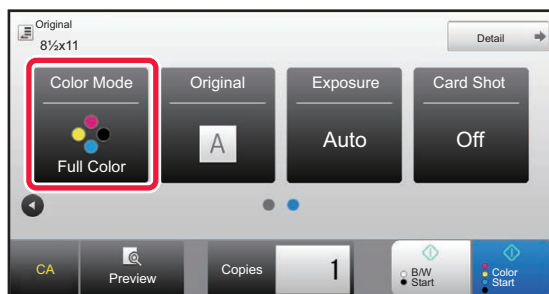 Original
8½x11
Detail
Color Mode
Full Color
Original
A
Exposure
Auto
Card Shot
Off
CA
Preview
Copies
1
B/W
Start
Color
Start